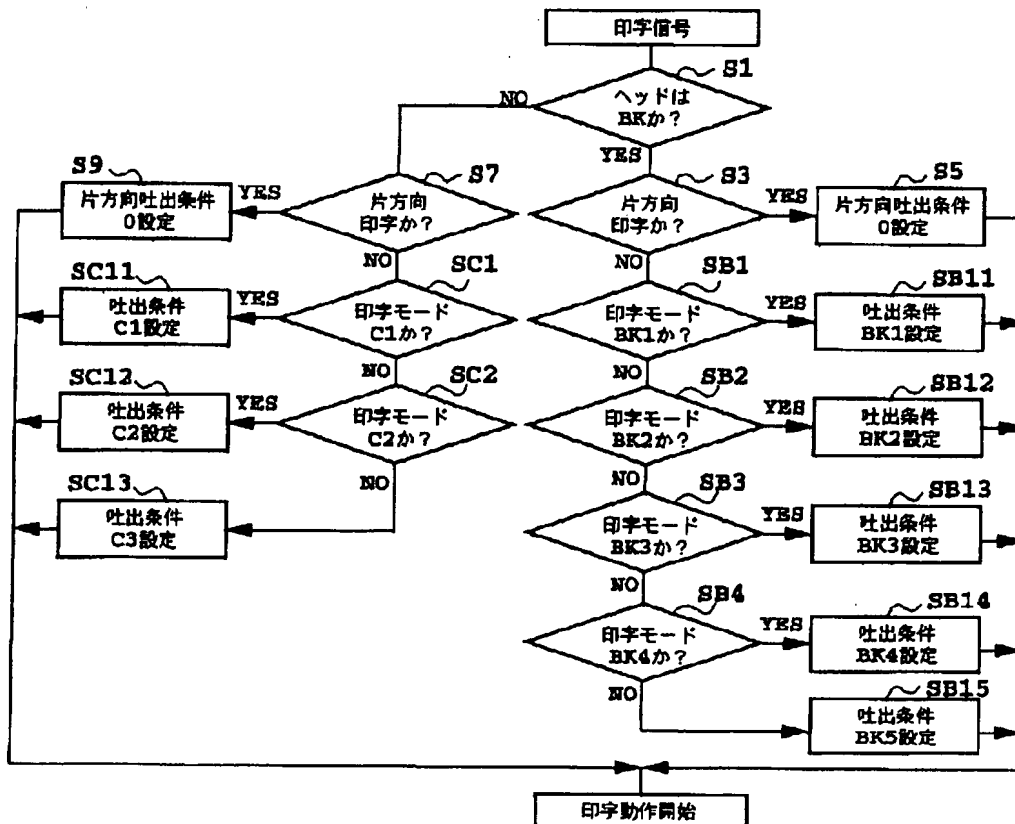 印字信号
S1
ヘッドは
BKか?
NO
YES
S9
片方向吐出条件
0設定
YES
S7
片方向
印字か?
S3
片方向
印字か?
YES
S5
片方向吐出条件
0設定
NO
NO
SC11
吐出条件
C1設定
YES
SC1
印字モード
C1か?
SB1
印字モード
BK1か?
YES
SB11
吐出条件
BK1設定
NO
NO
SC12
吐出条件
C2設定
YES
SC2
印字モード
C2か?
SB2
印字モード
BK2か?
YES
SB12
吐出条件
BK2設定
NO
NO
SC13
吐出条件
C3設定
SB3
印字モード
BK3か?
YES
SB13
吐出条件
BK3設定
NO
SB4
印字モード
BK4か?
YES
SB14
吐出条件
BK4設定
NO
SB15
吐出条件
BK5設定
印字動作開始